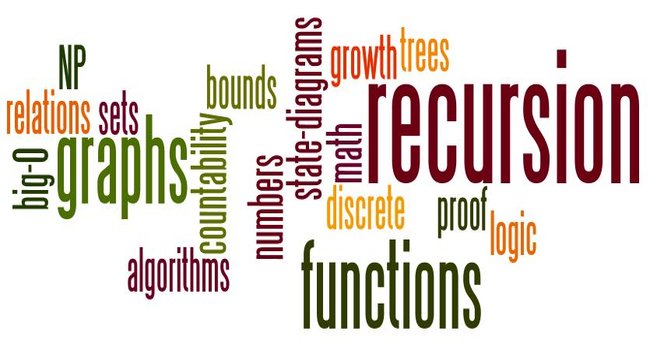 NP
relations
sets
big-O
graphs
bounds
countability
algorithms
numbers
state-diagrams
growth
trees
math
recursion
discrete
proof
logic
functions